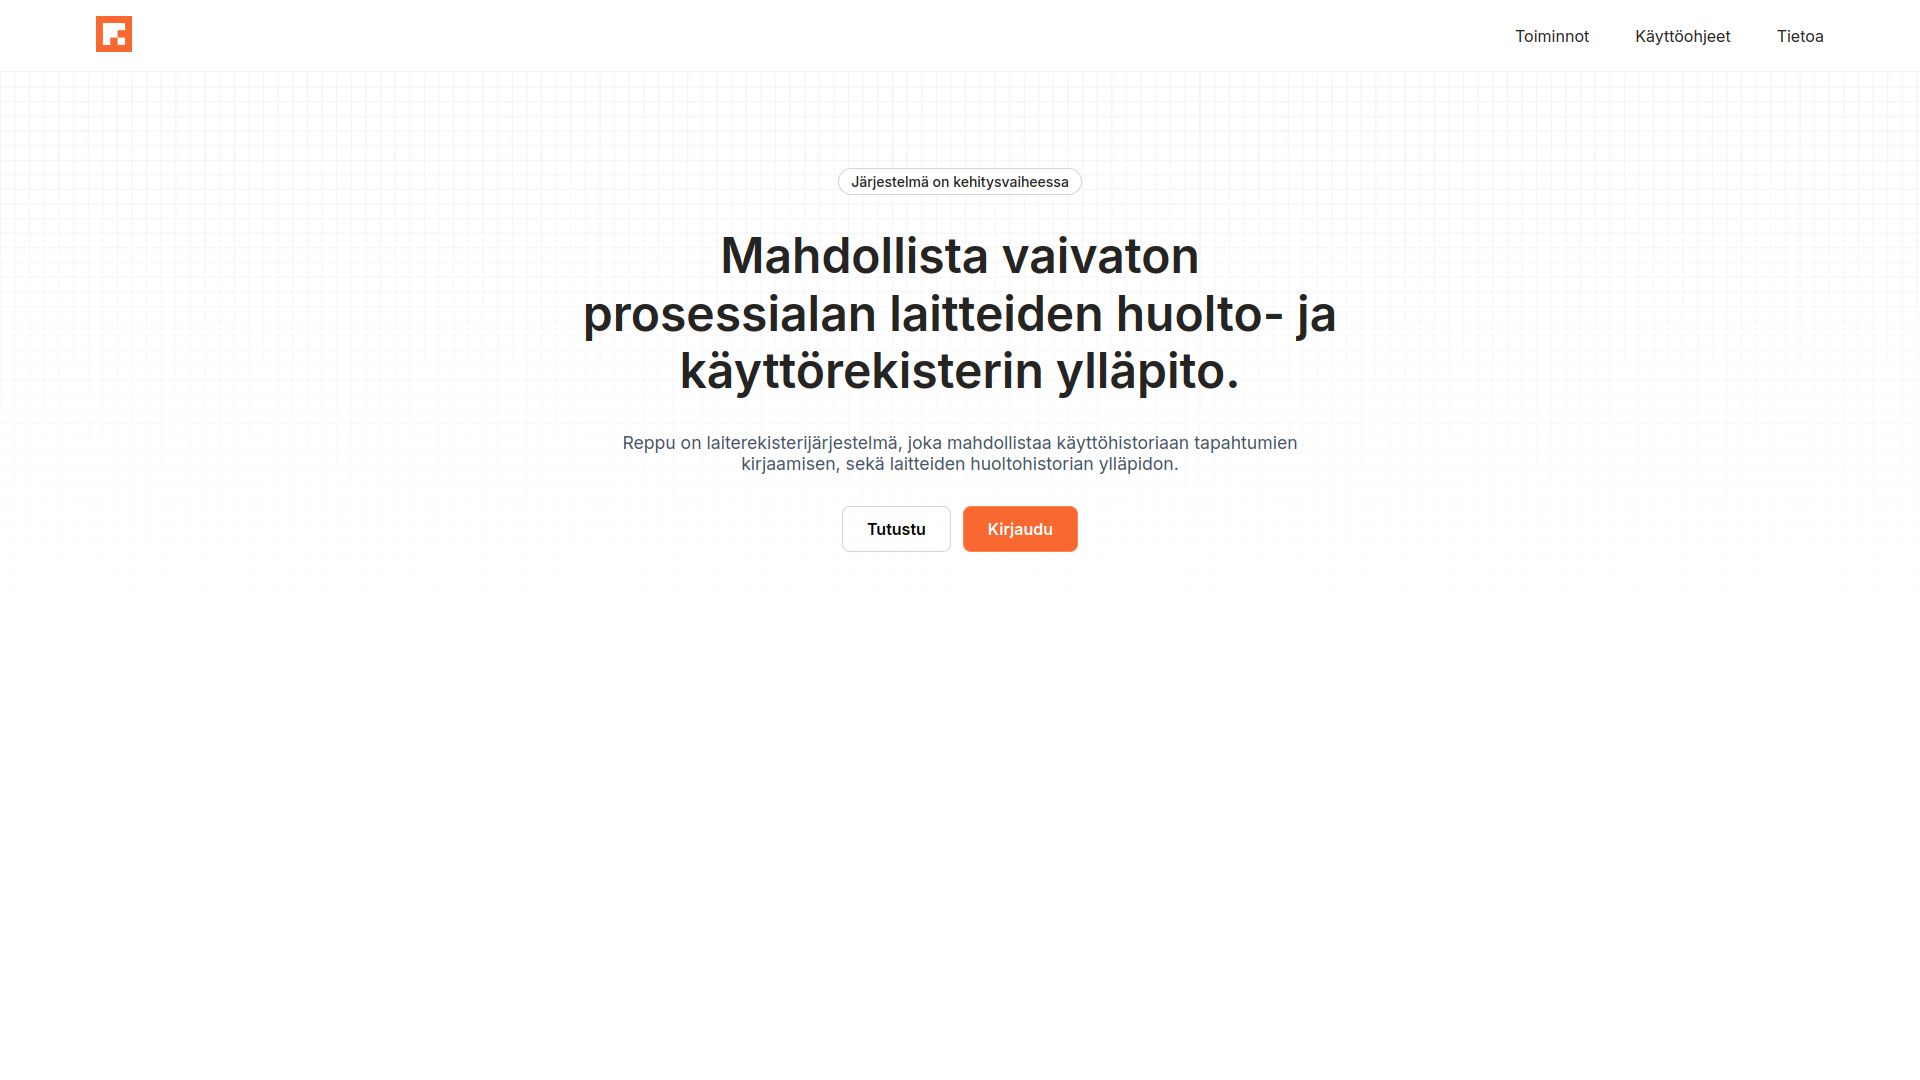 Toiminnot
Käyttöohjeet
Tietoa
Järjestelmä on kehitysvaiheessa
Mahdollista vaivaton
prosessialan laitteiden huolto- ja
käyttörekisterin ylläpito.
Reppu on laiterekisterijärjestelmä, joka mahdollistaa käyttöhistoriaan tapahtumien
kirjaamisen, sekä laitteiden huoltohistorian ylläpidon.
Tutustu
Kirjaudu